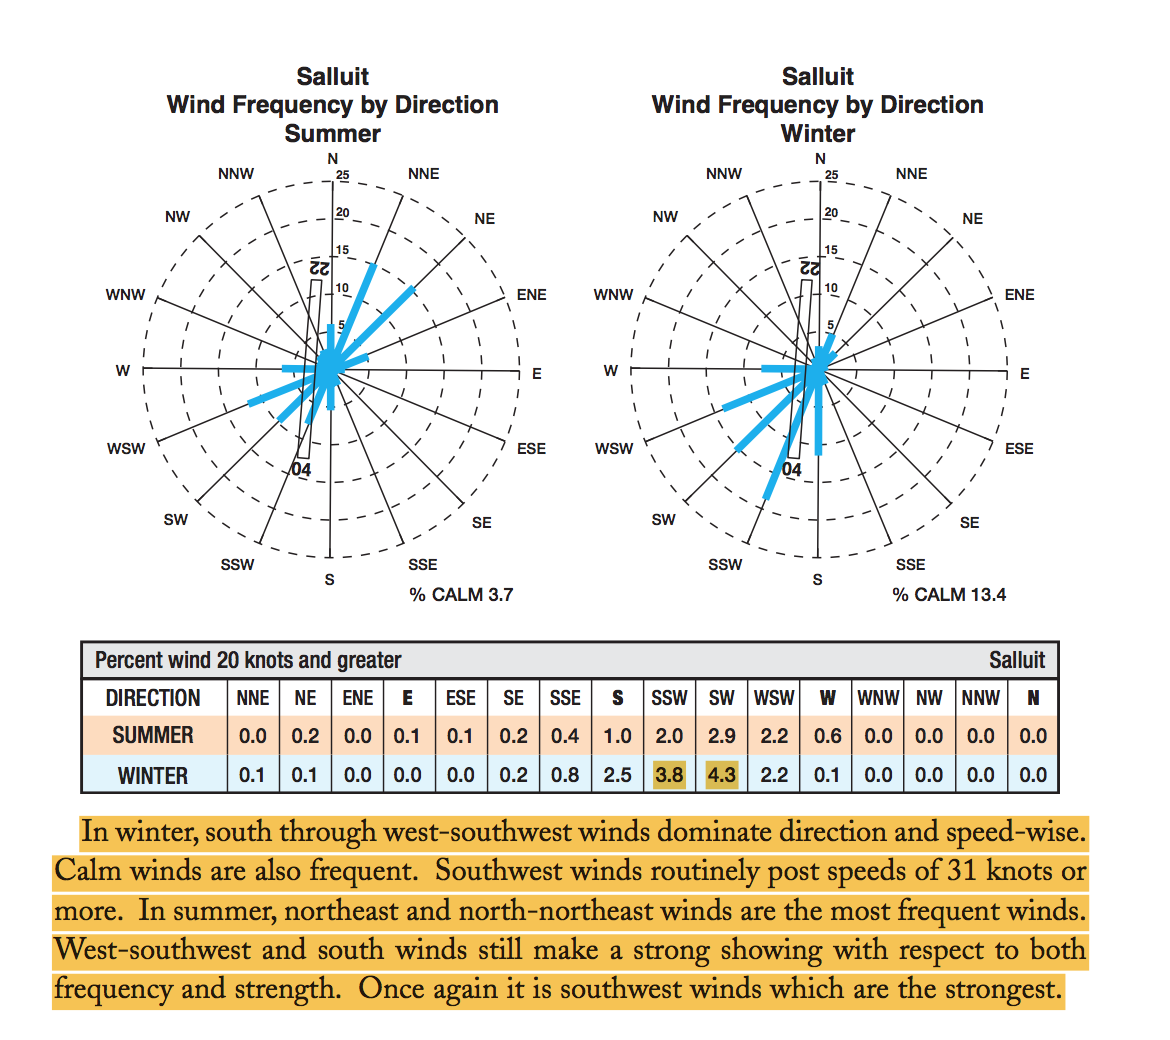 Salluit
Wind Frequency by Direction
Summer
N
NNW
25
NNE
NW
20
NE
15
22
WNW
10
ENE
5
W
E
WSW
ESE
04
SW
SE
SSW
SSE
S
% CALM 3.7
Salluit
Wind Frequency by Direction
Winter
N
NNW
25
NNE
NW
20
NE
15
22
WNW
10
ENE
5
W
E
WSW
ESE
04
SW
SE
SSW
SSE
S
% CALM 13.4
Percent wind 20 knots and greater Salluit
DIRECTION NNE NE ENE E ESE SE SSE S SSW SW WSW W WNW NW NNW N
SUMMER 0.0 0.2 0.0 0.1 0.1 0.2 0.4 1.0 2.0 2.9 2.2 0.6 0.0 0.0 0.0 0.0
WINTER 0.1 0.1 0.0 0.0 0.0 0.2 0.8 2.5 3.8 4.3 2.2 0.1 0.0 0.0 0.0 0.0
In winter, south through west-southwest winds dominate direction and speed-wise.
Calm winds are also frequent. Southwest winds routinely post speeds of 31 knots or
more. In summer, northeast and north-northeast winds are the most frequent winds.
West-southwest and south winds still make a strong showing with respect to both
frequency and strength. Once again it is southwest winds which are the strongest.